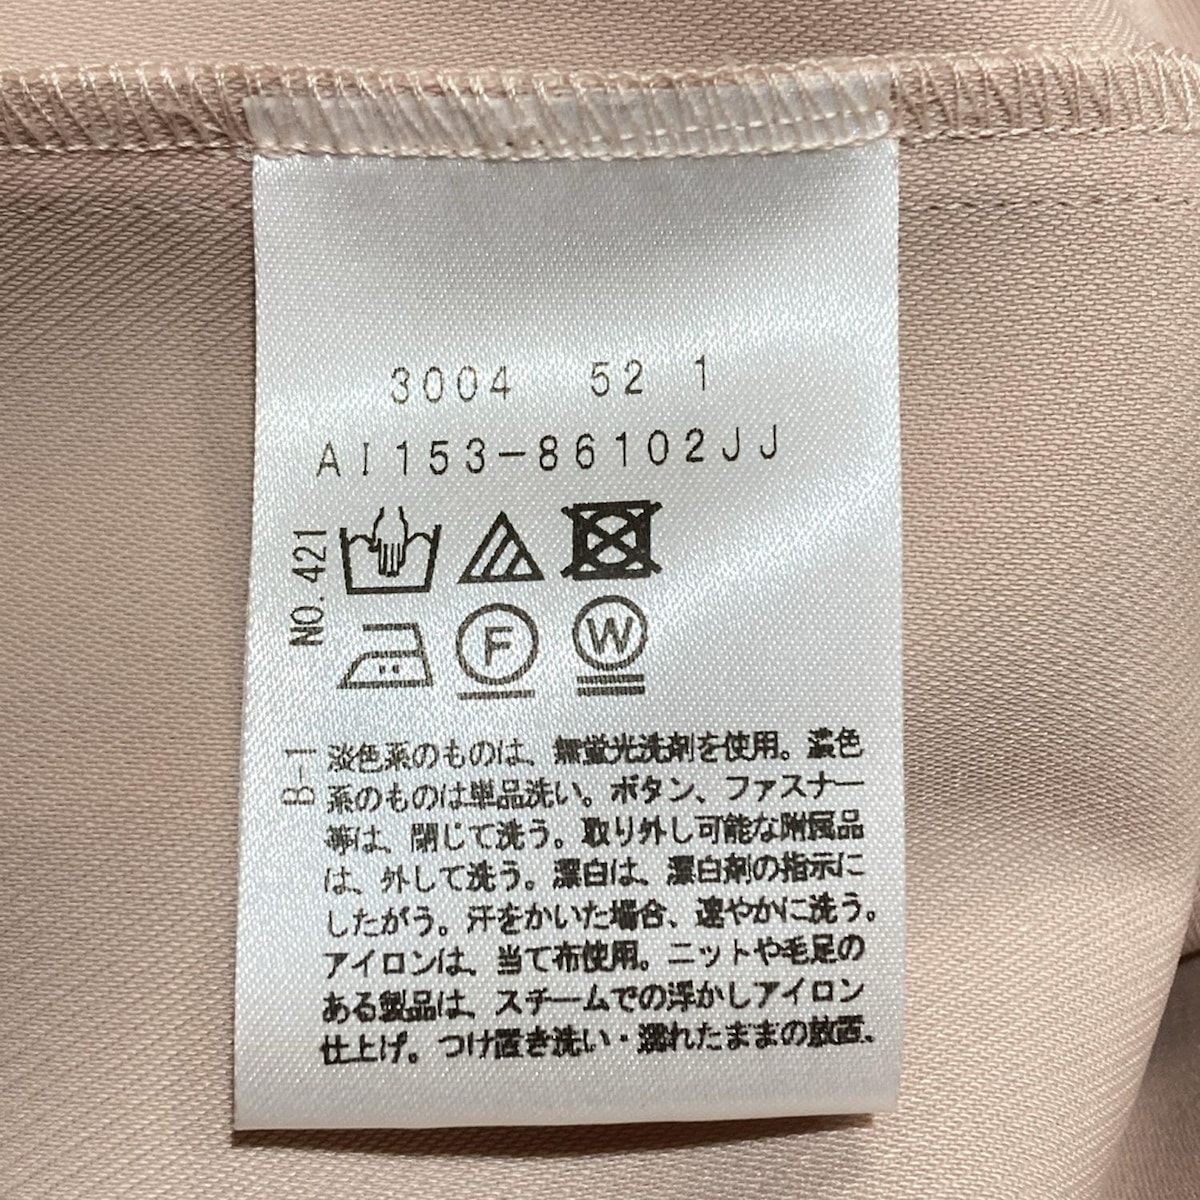 3004 52 1
AI153-86102JJ
NO.421
F
W
B-1
淡色系のものは、無蛍光洗剤を使用。濃色
系のものは単品洗い。ボタン、ファスナー
等は、閉じて洗う。取り外し可能な附属品
は、外して洗う。漂白は、漂白剤の指示に
したがう。汗をかいた場合、速やかに洗う。
アイロンは、当て布使用。ニットや毛足の
ある製品は、スチームでの浮かしアイロン
仕上げ。つけ置き洗い・濡れたままの放置、